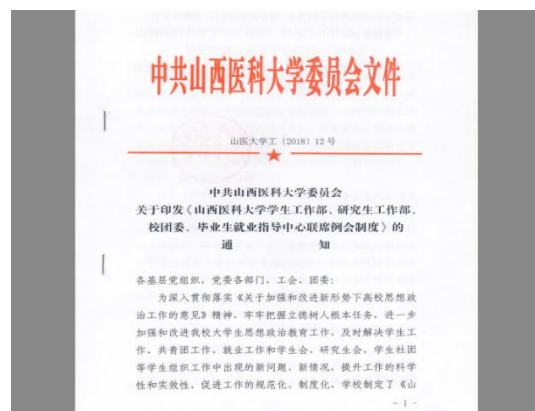 中共山西医科大学委员会文件
山医大学工〔2018〕12号
中共山西医科大学委员会
关于印发《山西医科大学学生工作部、研究生工作部、
校团委、毕业生就业指导中心联席例会制度》的
通 知
各基层党组织，党委各部门，工会、团委：
为深入贯彻落实《关于加强和改进新形势下高校思想政
治工作的意见》精神，牢牢把握立德树人根本任务，进一步
加强和改进我校大学生思想政治教育工作，及时解决学生工
作、共青团工作、就业工作和学生会、研究生会、学生社团
等学生组织工作中出现的新问题、新情况，提升工作的科学
性和实效性，促进工作的规范化、制度化，学校制定了《山
- 1 -